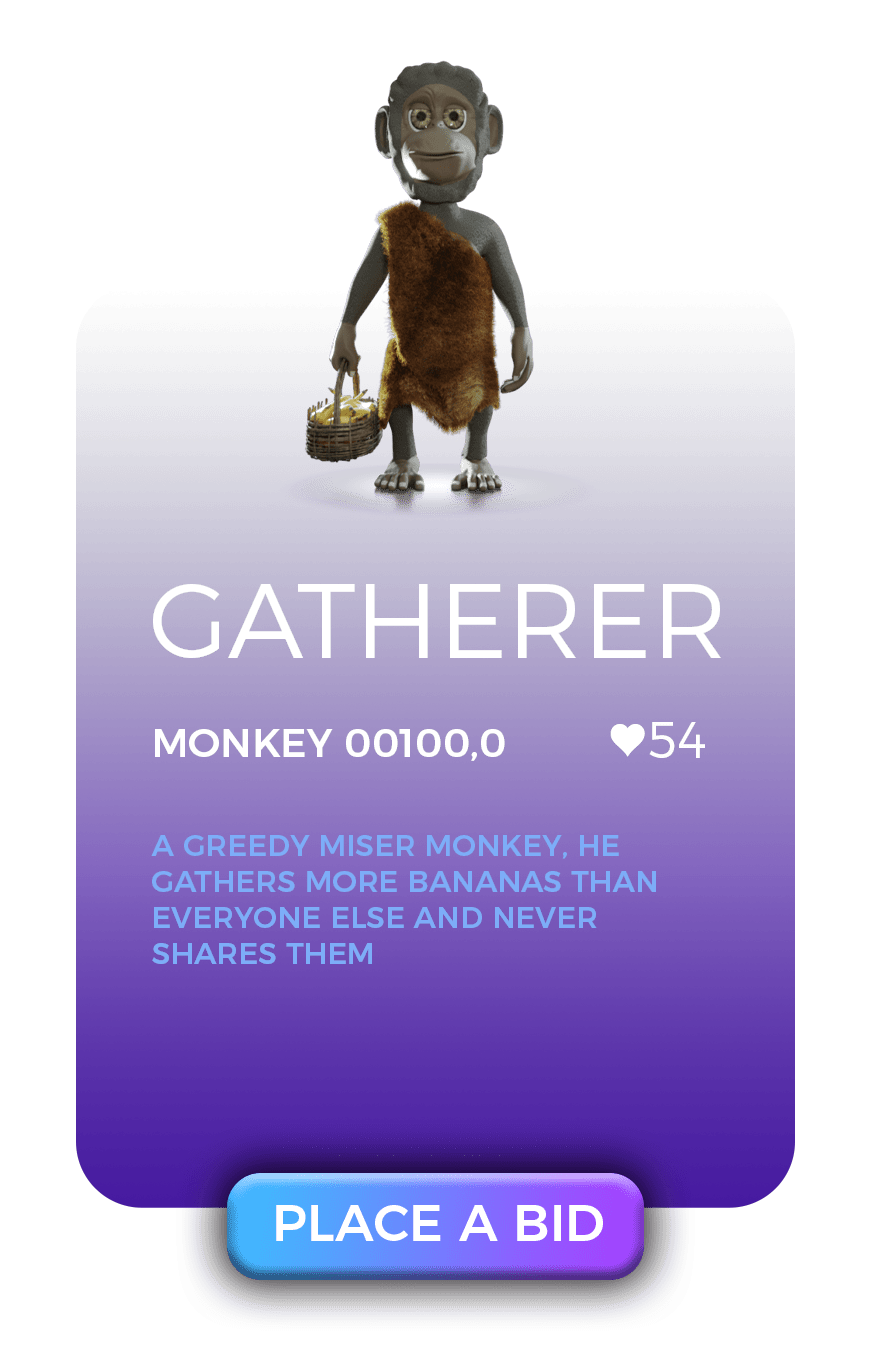 GATHERER
MONKEY 00100,0
♥54
A GREEDY MISER MONKEY, HE
GATHERS MORE BANANAS THAN
EVERYONE ELSE AND NEVER
SHARES THEM
PLACE A BID